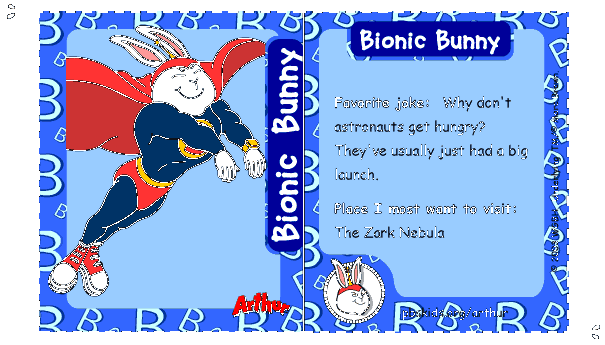 Bionic Bunny
Arthur
Bionic Bunny
Favorite joke: Why don't
astronauts get hungry?
They've usually just had a big
launch.
Place I most want to visit:
The Zark Nebula
pbskids.org/arthur